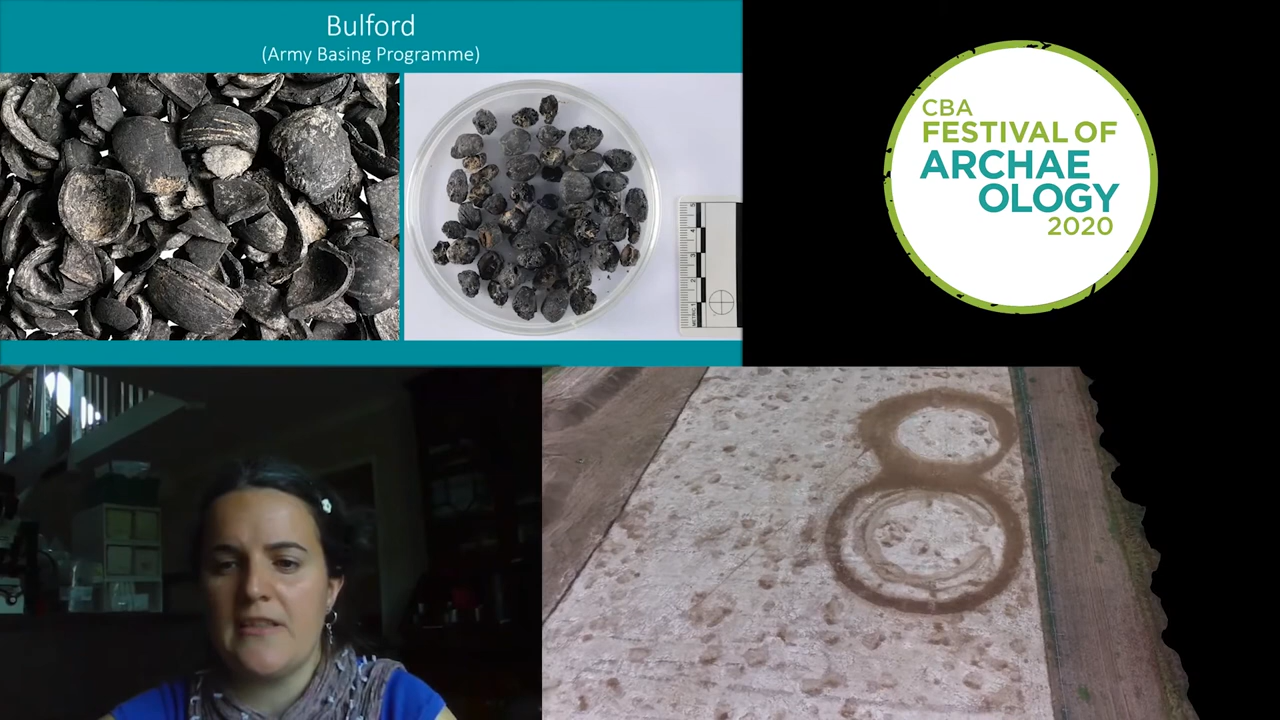 Bulford
(Army Basing Programme)
CBA
FESTIVAL OF
ARCHAE
OLOGY
2020